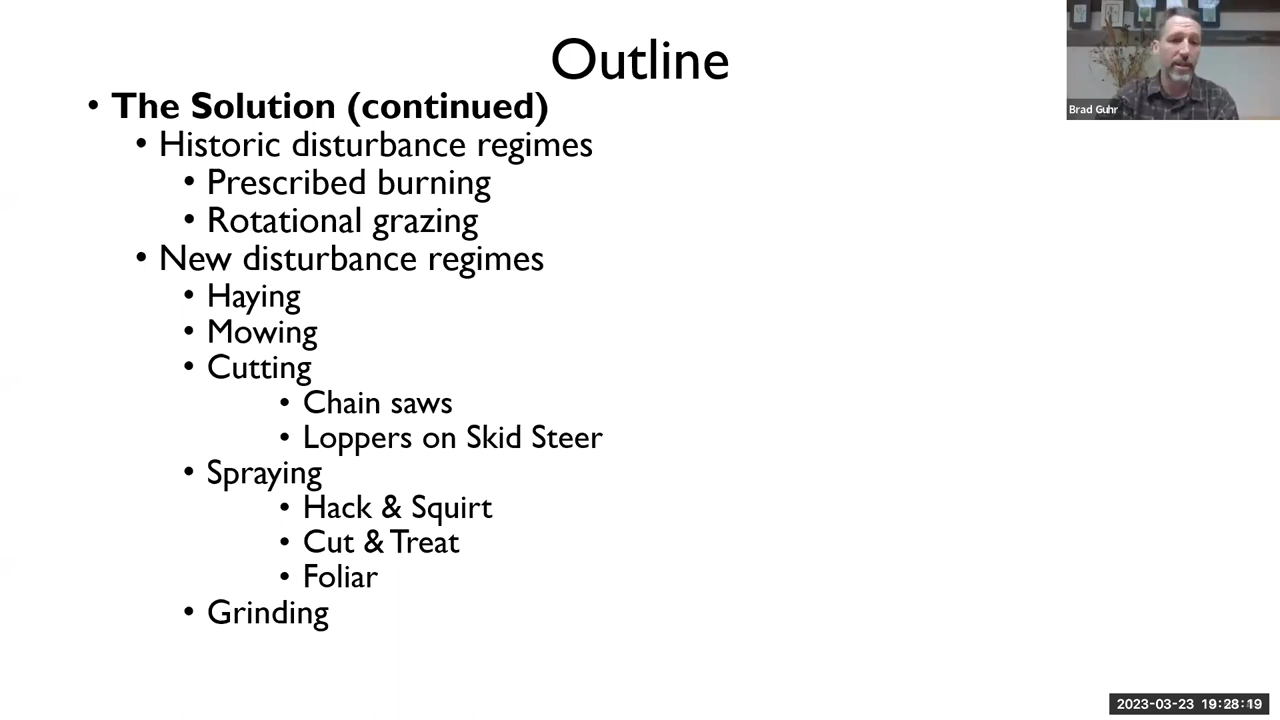 Outline
• The Solution (continued)
• Historic disturbance regimes
• Prescribed burning
• Rotational grazing
• New disturbance regimes
• Haying
• Mowing
• Cutting
• Chain saws
• Loppers on Skid Steer
• Spraying
• Hack & Squirt
• Cut & Treat
• Foliar
• Grinding
Brad Guhr
2023-03-23 19:28:19